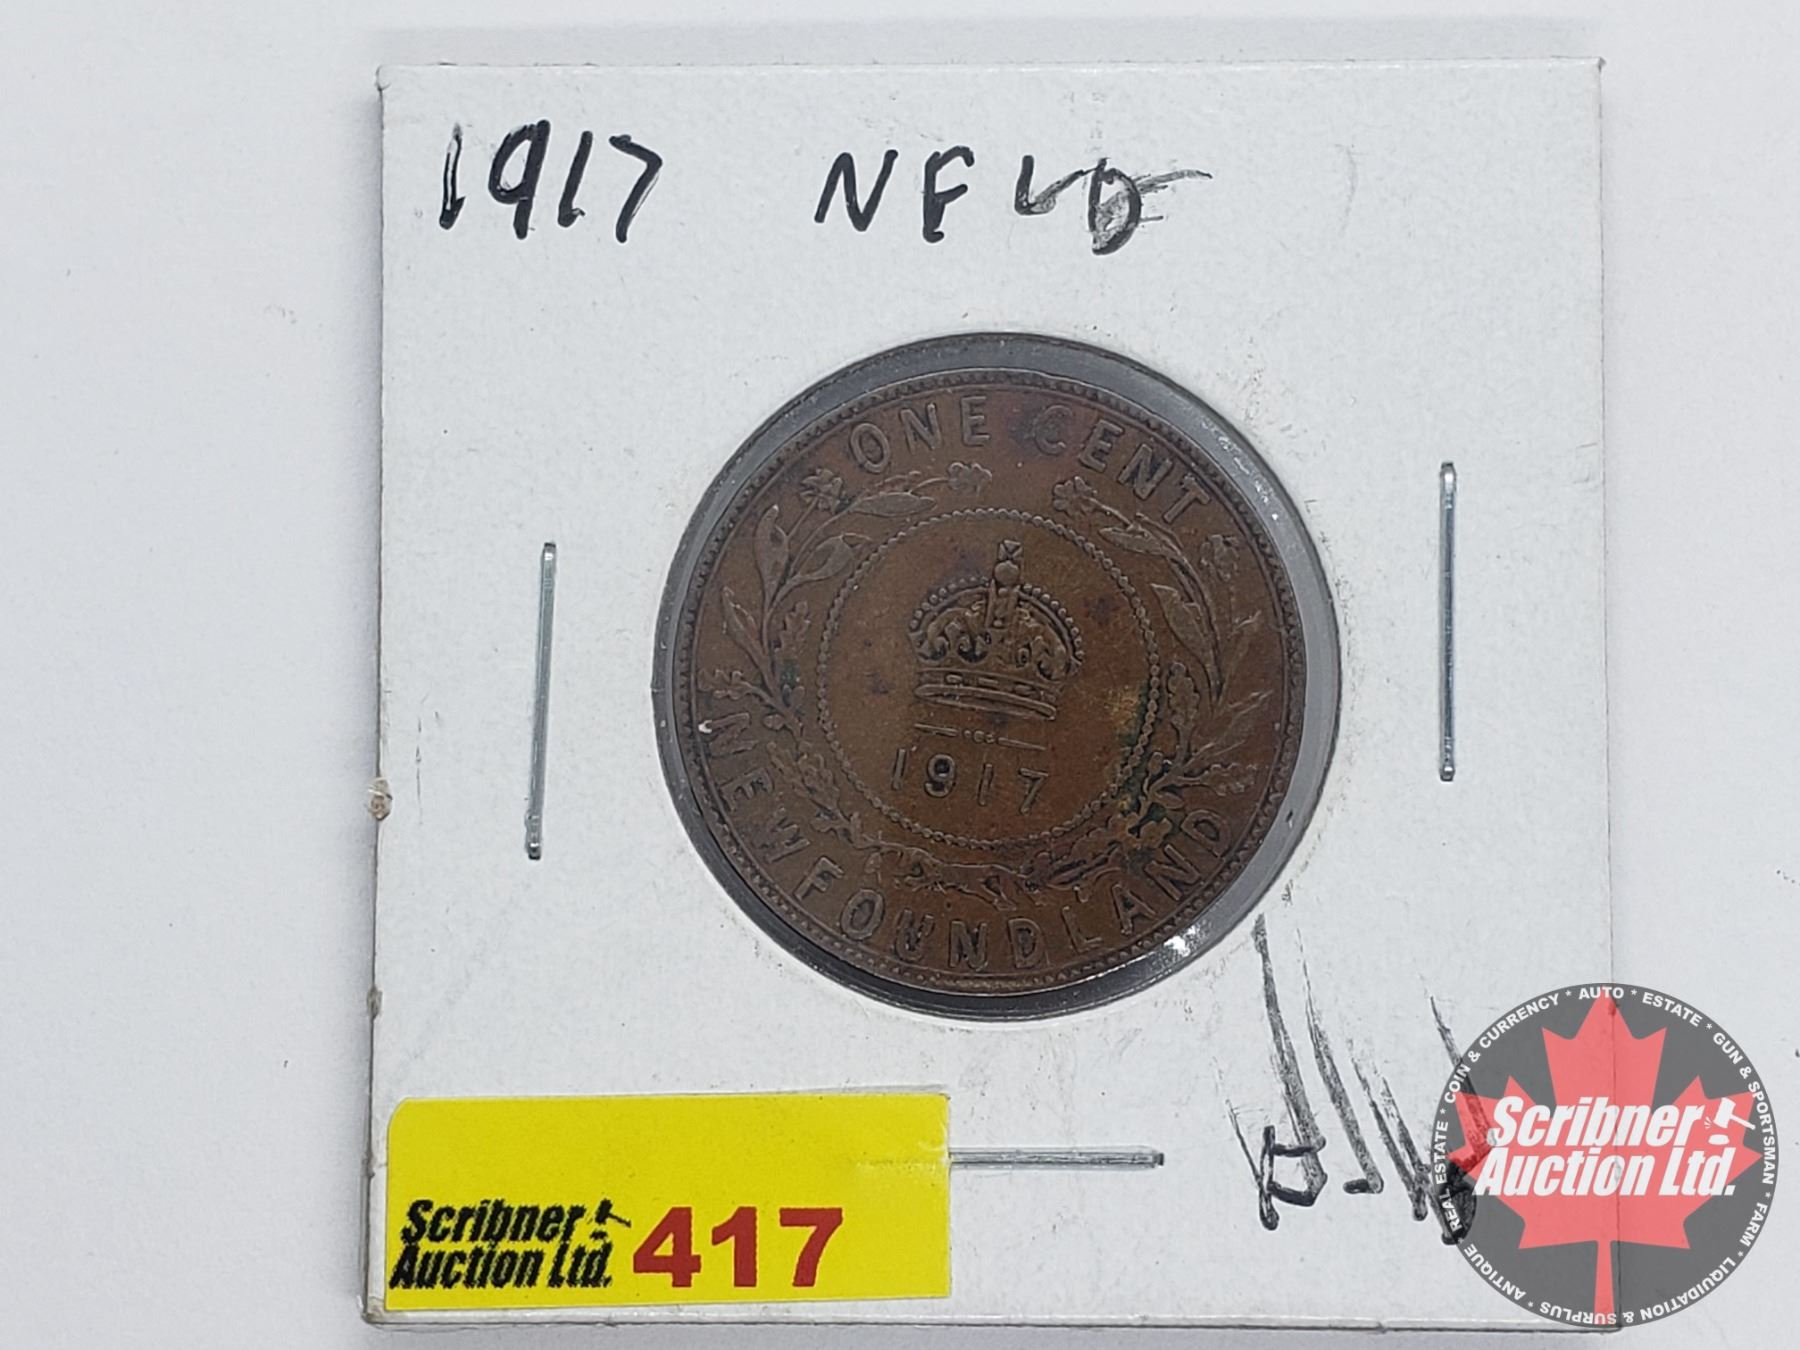 1917 NFLD
ONE CENT
1917
NEWFOUNDLAND
Scribner
Auction Ltd.
417
REAL ESTATE * COIN & CURRENCY * AUTO * ESTATE * GUN & SPORTSMAN * FARM * LIQUIDATION & SURPLUS * ANTIQUE *
Scribner
Auction Ltd.